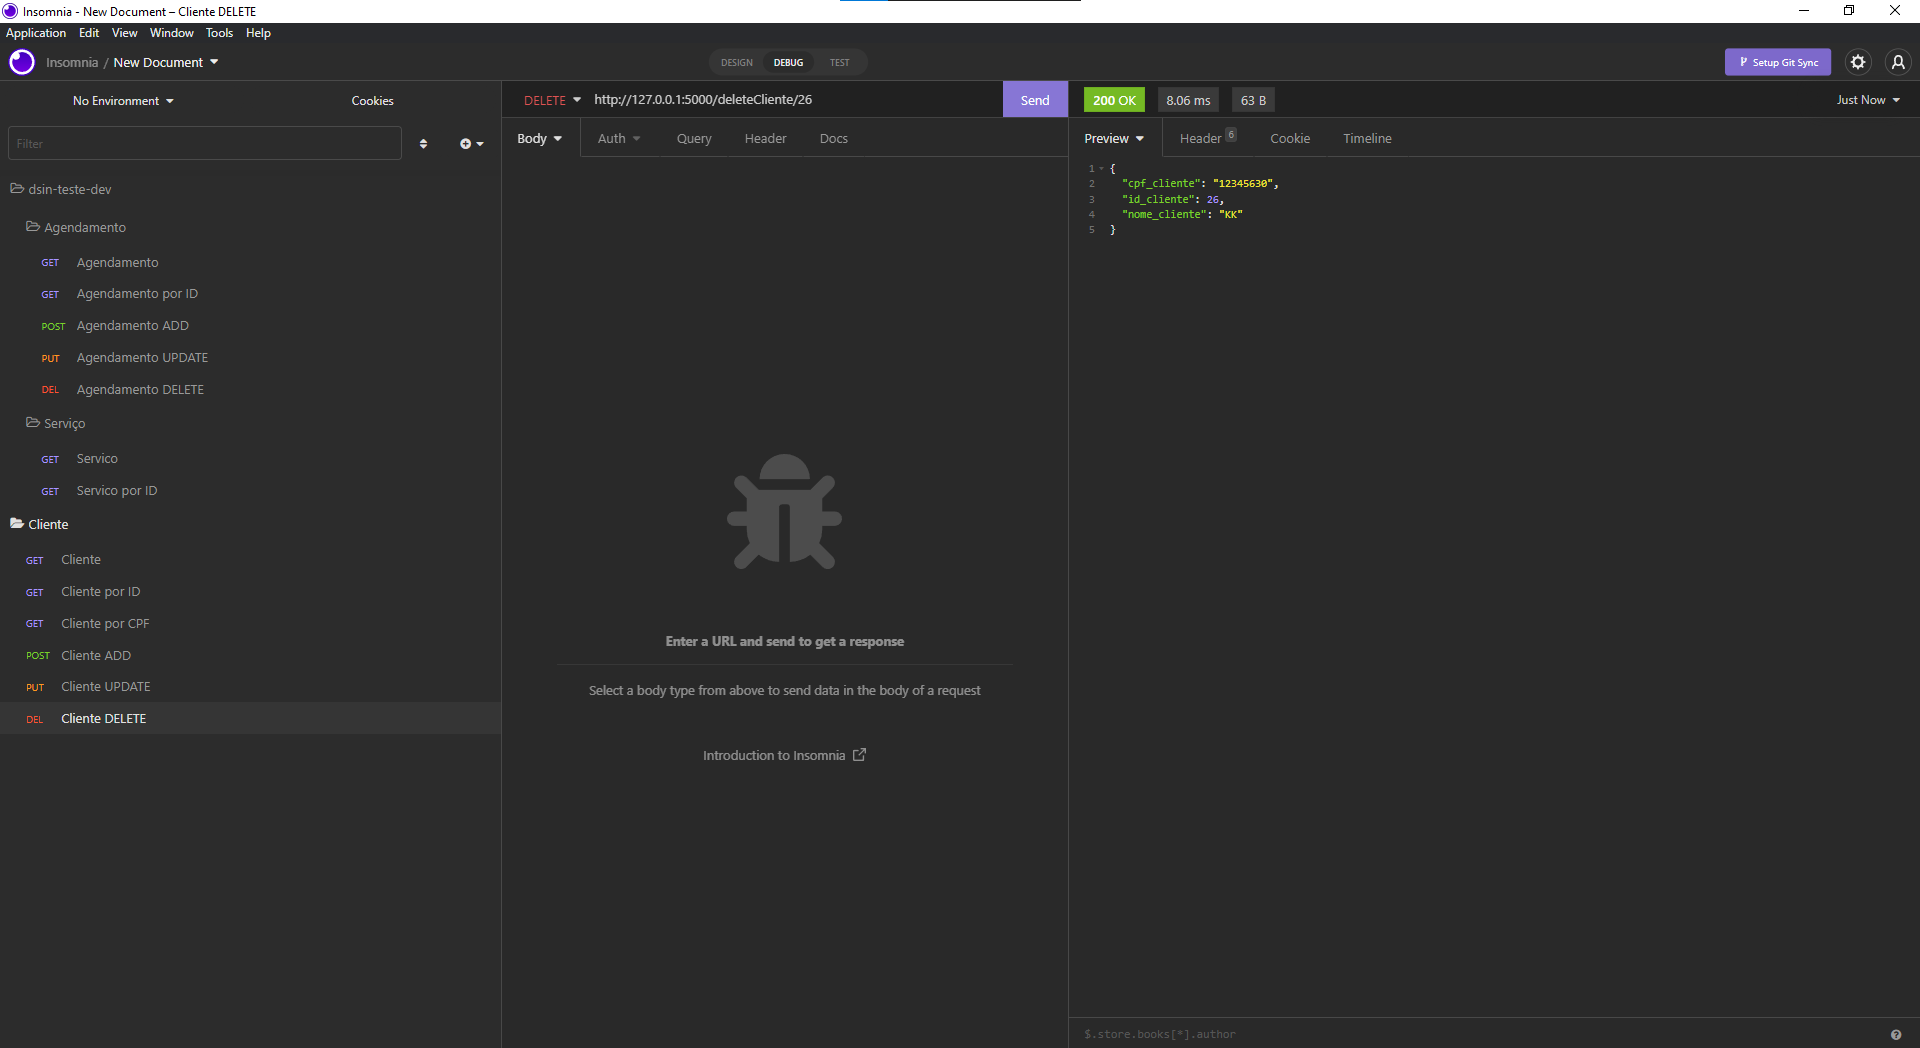 Insomnia - New Document – Cliente DELETE
Application Edit View Window Tools Help
Insomnia / New Document
DESIGN DEBUG TEST
Setup Git Sync
No Environment
Cookies
Filter
dsin-teste-dev
Agendamento
GET Agendamento
GET Agendamento por ID
POST Agendamento ADD
PUT Agendamento UPDATE
DEL Agendamento DELETE
Serviço
GET Servico
GET Servico por ID
Cliente
GET Cliente
GET Cliente por ID
GET Cliente por CPF
POST Cliente ADD
PUT Cliente UPDATE
DEL Cliente DELETE
DELETE http://127.0.0.1:5000/deleteCliente/26 Send
Body Auth Query Header Docs
Enter a URL and send to get a response
Select a body type from above to send data in the body of a request
Introduction to Insomnia
200 OK 8.06 ms 63 B Just Now
Preview Header 6 Cookie Timeline
1 {
2 "cpf_cliente": "12345630",
3 "id_cliente": 26,
4 "nome_cliente": "KK"
5 }
$.store.books[*].author